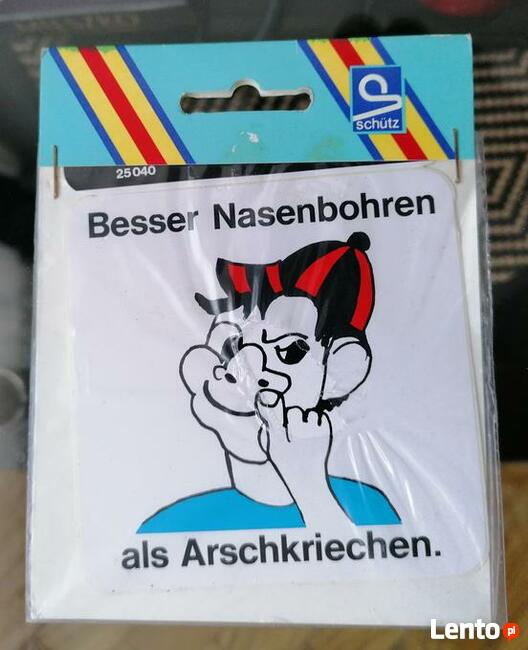 schütz
25040
Besser Nasenbohren
als Arschkriechen.
Lento pl